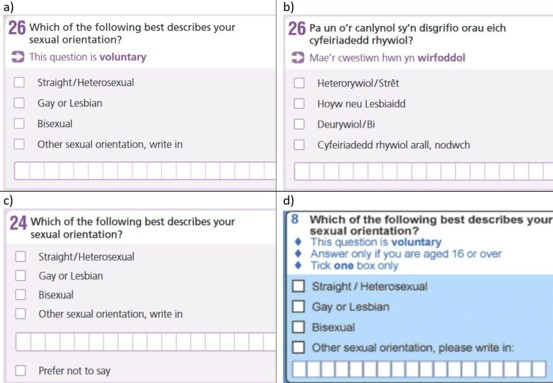 a)
26 Which of the following best describes your
sexual orientation?
This question is voluntary
Straight/Heterosexual
Gay or Lesbian
Bisexual
Other sexual orientation, write in
b)
26 Pa un o'r canlynol sy'n disgrifio orau eich
cyfeiriadedd rhywiol?
Mae'r cwestiwn hwn yn wirfoddol
Heterorywiol/Strêt
Hoyw neu Lesbiaidd
Deurywiol/Bi
Cyfeiriadedd rhywiol arall, nodwch
c)
24 Which of the following best describes your
sexual orientation?
Straight/Heterosexual
Gay or Lesbian
Bisexual
Other sexual orientation, write in
Prefer not to say
d)
8 Which of the following best describes your
sexual orientation?
This question is voluntary
Answer only if you are aged 16 or over
Tick one box only
Straight / Heterosexual
Gay or Lesbian
Bisexual
Other sexual orientation, please write in: